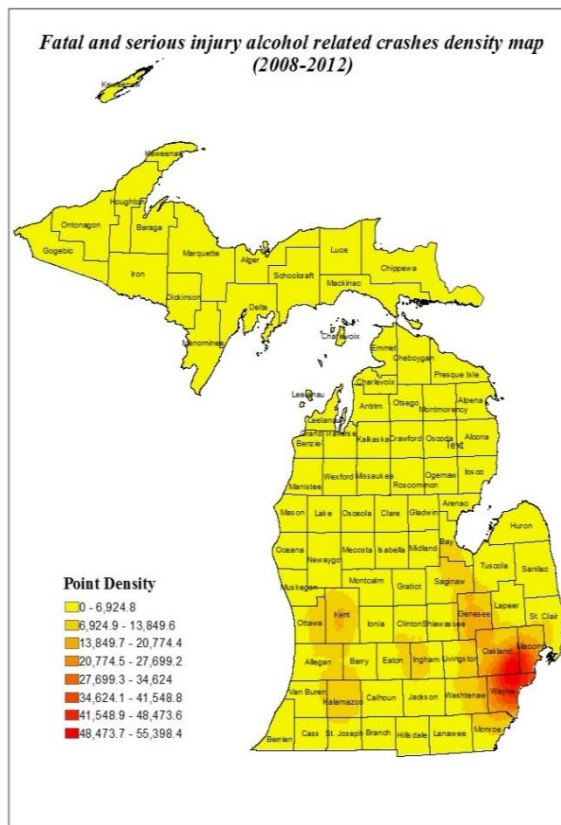 Fatal and serious injury alcohol related crashes density map
(2008-2012)
Keweenaw
Keweenaw
Houghton
Ontonagon
Baraga
Gogebic
Marquette
Alger
Luce
Chippewa
Schoolcraft
Mackinac
Iron
Dickinson
Delta
Menominee
Charlevoix
Emmet
Cheboygan
Presque Isle
Charlevoix
Leelanau
Antrim
Otsego
Montmorency
Alpena
Leelanau
Grand Traverse
Benzie
Kalkaska
Crawford
Oscoda
Alcona
Text
Manistee
Wexford
Missaukee
Roscommon
Ogemaw
Iosco
Arenac
Mason
Lake
Osceola
Clare
Gladwin
Huron
Bay
Oceana
Newaygo
Mecosta
Isabella
Midland
Tuscola
Sanilac
Saginaw
Muskegon
Montcalm
Gratiot
Genesee
Lapeer
St. Clair
Ottawa
Kent
Ionia
Clinton
Shiawassee
Oakland
Macomb
Allegan
Barry
Eaton
Ingham
Livingston
Van Buren
Kalamazoo
Calhoun
Jackson
Washtenaw
Wayne
Berrien
Cass
St. Joseph
Branch
Hillsdale
Lenawee
Monroe
Point Density
0 - 6,924.8
6,924.9 - 13,849.6
13,849.7 - 20,774.4
20,774.5 - 27,699.2
27,699.3 - 34,624
34,624.1 - 41,548.8
41,548.9 - 48,473.6
48,473.7 - 55,398.4